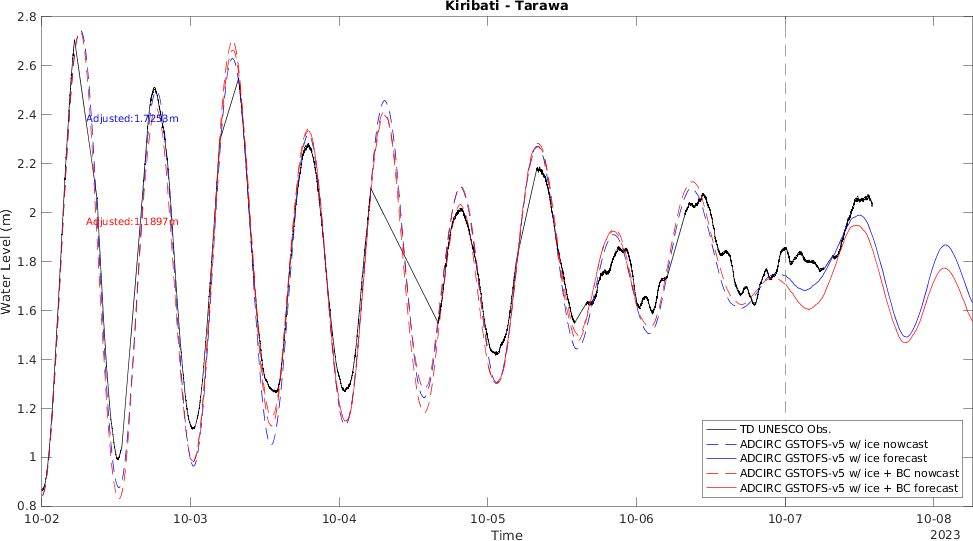 Kiribati - Tarawa
2.8
2.6
2.4
2.2
2
1.8
1.6
1.4
1.2
1
0.8
Water Level (m)
Adjusted:1.7253m
Adjusted:1.1897m
TD UNESCO Obs.
ADCIRC GSTOFS-v5 w/ ice nowcast
ADCIRC GSTOFS-v5 w/ ice forecast
ADCIRC GSTOFS-v5 w/ ice + BC nowcast
ADCIRC GSTOFS-v5 w/ ice + BC forecast
10-02 10-03 10-04 10-05 10-06 10-07 10-08
Time
2023